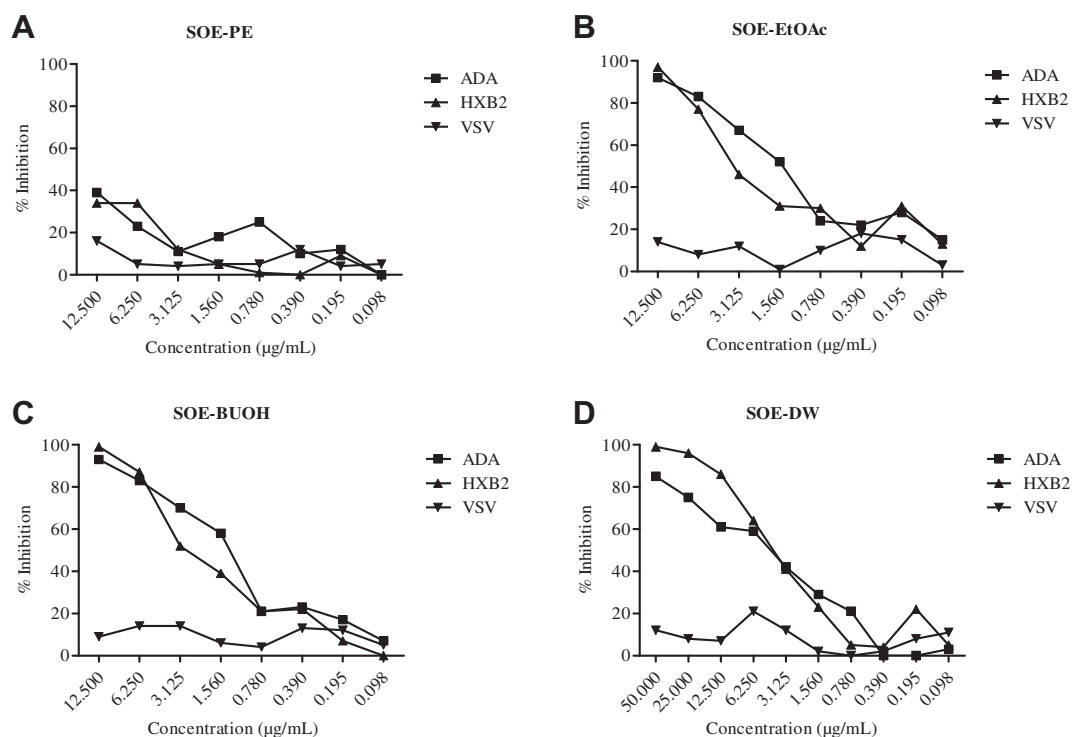 A
SOE-PE
% Inhibition
100
80
60
40
20
0
12.500
6.250
3.125
1.560
0.780
0.390
0.195
0.098
Concentration (µg/mL)
ADA
HXB2
VSV
B
SOE-EtOAc
% Inhibition
100
80
60
40
20
0
12.500
6.250
3.125
1.560
0.780
0.390
0.195
0.098
Concentration (µg/mL)
ADA
HXB2
VSV
C
SOE-BUOH
% Inhibition
100
80
60
40
20
0
12.500
6.250
3.125
1.560
0.780
0.390
0.195
0.098
Concentration (µg/mL)
ADA
HXB2
VSV
D
SOE-DW
% Inhibition
100
80
60
40
20
0
50.000
25.000
12.500
6.250
3.125
1.560
0.780
0.390
0.195
0.098
Concentration (µg/mL)
ADA
HXB2
VSV